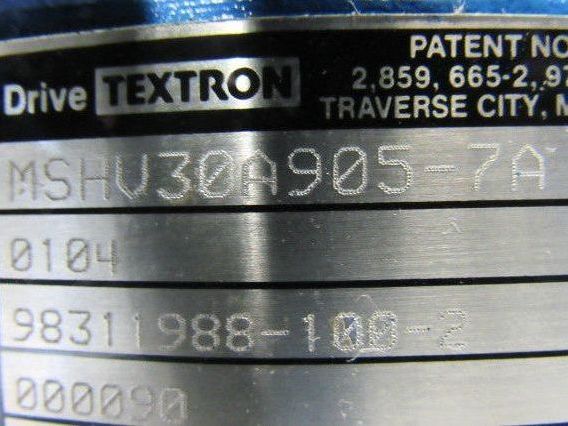 PATENT NO
Drive TEXTRON 2,859, 665-2,97
TRAVERSE CITY, M
MSHV30A905-7A
0104
98311988-100-2
000090